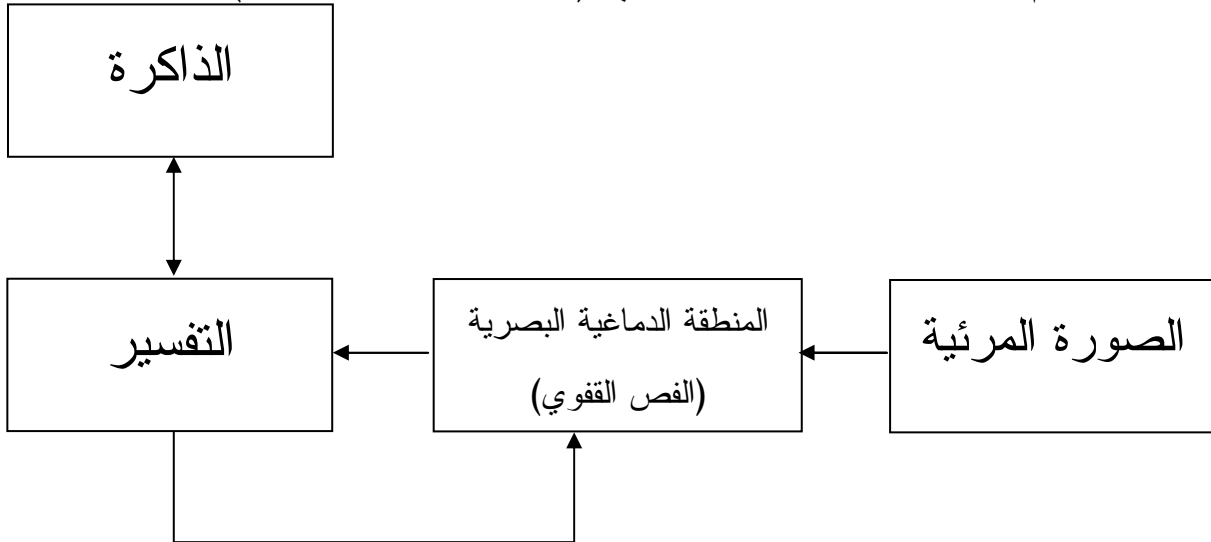 الذاكرة
الصورة المرئية
المنطقة الدماغية البصرية
(الفص القفوي)
التفسير